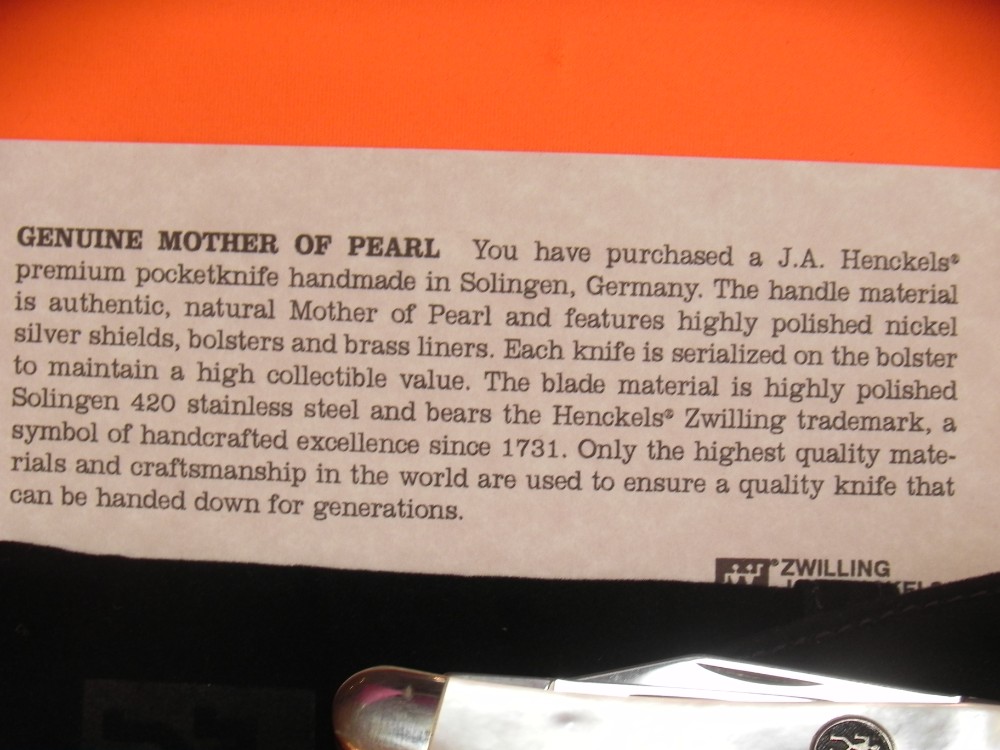 GENUINE MOTHER OF PEARL You have purchased a J.A. Henckels®
premium pocketknife handmade in Solingen, Germany. The handle material
is authentic, natural Mother of Pearl and features highly polished nickel
silver shields, bolsters and brass liners. Each knife is serialized on the bolster
to maintain a high collectible value. The blade material is highly polished
Solingen 420 stainless steel and bears the Henckels® Zwilling trademark, a
symbol of handcrafted excellence since 1731. Only the highest quality mate-
rials and craftsmanship in the world are used to ensure a quality knife that
can be handed down for generations.
ZWILLING